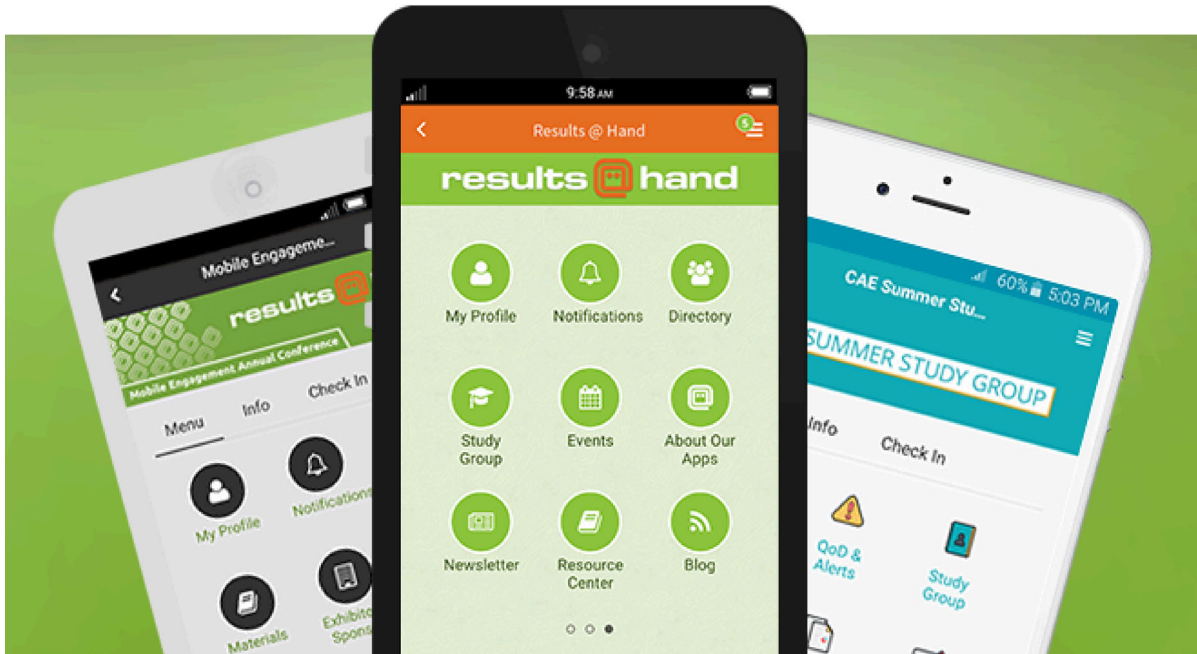 Mobile Engageme...
results
Mobile Engagement Annual Conference
Menu Info Check In
My Profile Notifications
Materials
9:58 AM
Results @ Hand
5
results @ hand
My Profile Notifications Directory
Study
Group
Events
About Our
Apps
Newsletter
Resource
Center
Blog
60% 5:03 PM
CAE Summer Stu...
SUMMER STUDY GROUP
Info Check In
QoD &
Alerts
Study
Group